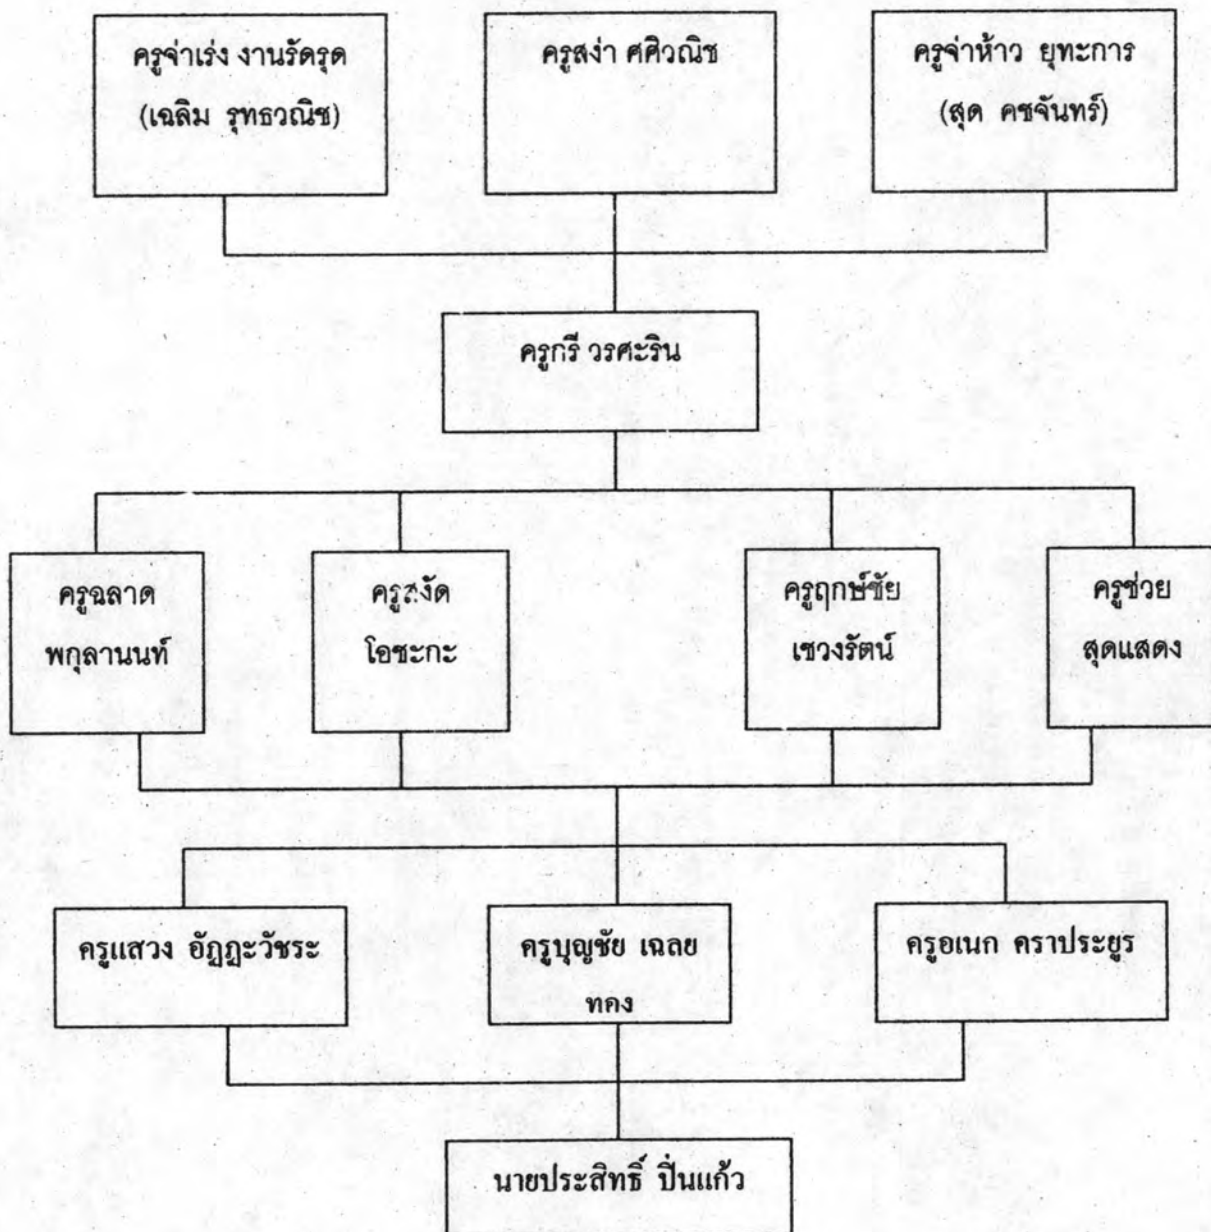 ครูจ่าเร่ง งานรัดรุด
(เฉลิม รุทธวณิช)
ครูสง่า ศศิวณิช
ครูจ่าห้าว ยุทะการ
(สุด คชจันทร์)
ครูกรี วรศะริน
ครูฉลาด
พกุลานนท์
ครูสงัด
โอชะกะ
ครูฤกษ์ชัย
เชวงรัตน์
ครูช่วย
สุดแสดง
ครูแสวง อัฏฏะวัชระ
ครูบุญชัย เฉลย
ทคง
ครูอเนก คราประยูร
นายประสิทธิ์ ปิ่นแก้ว